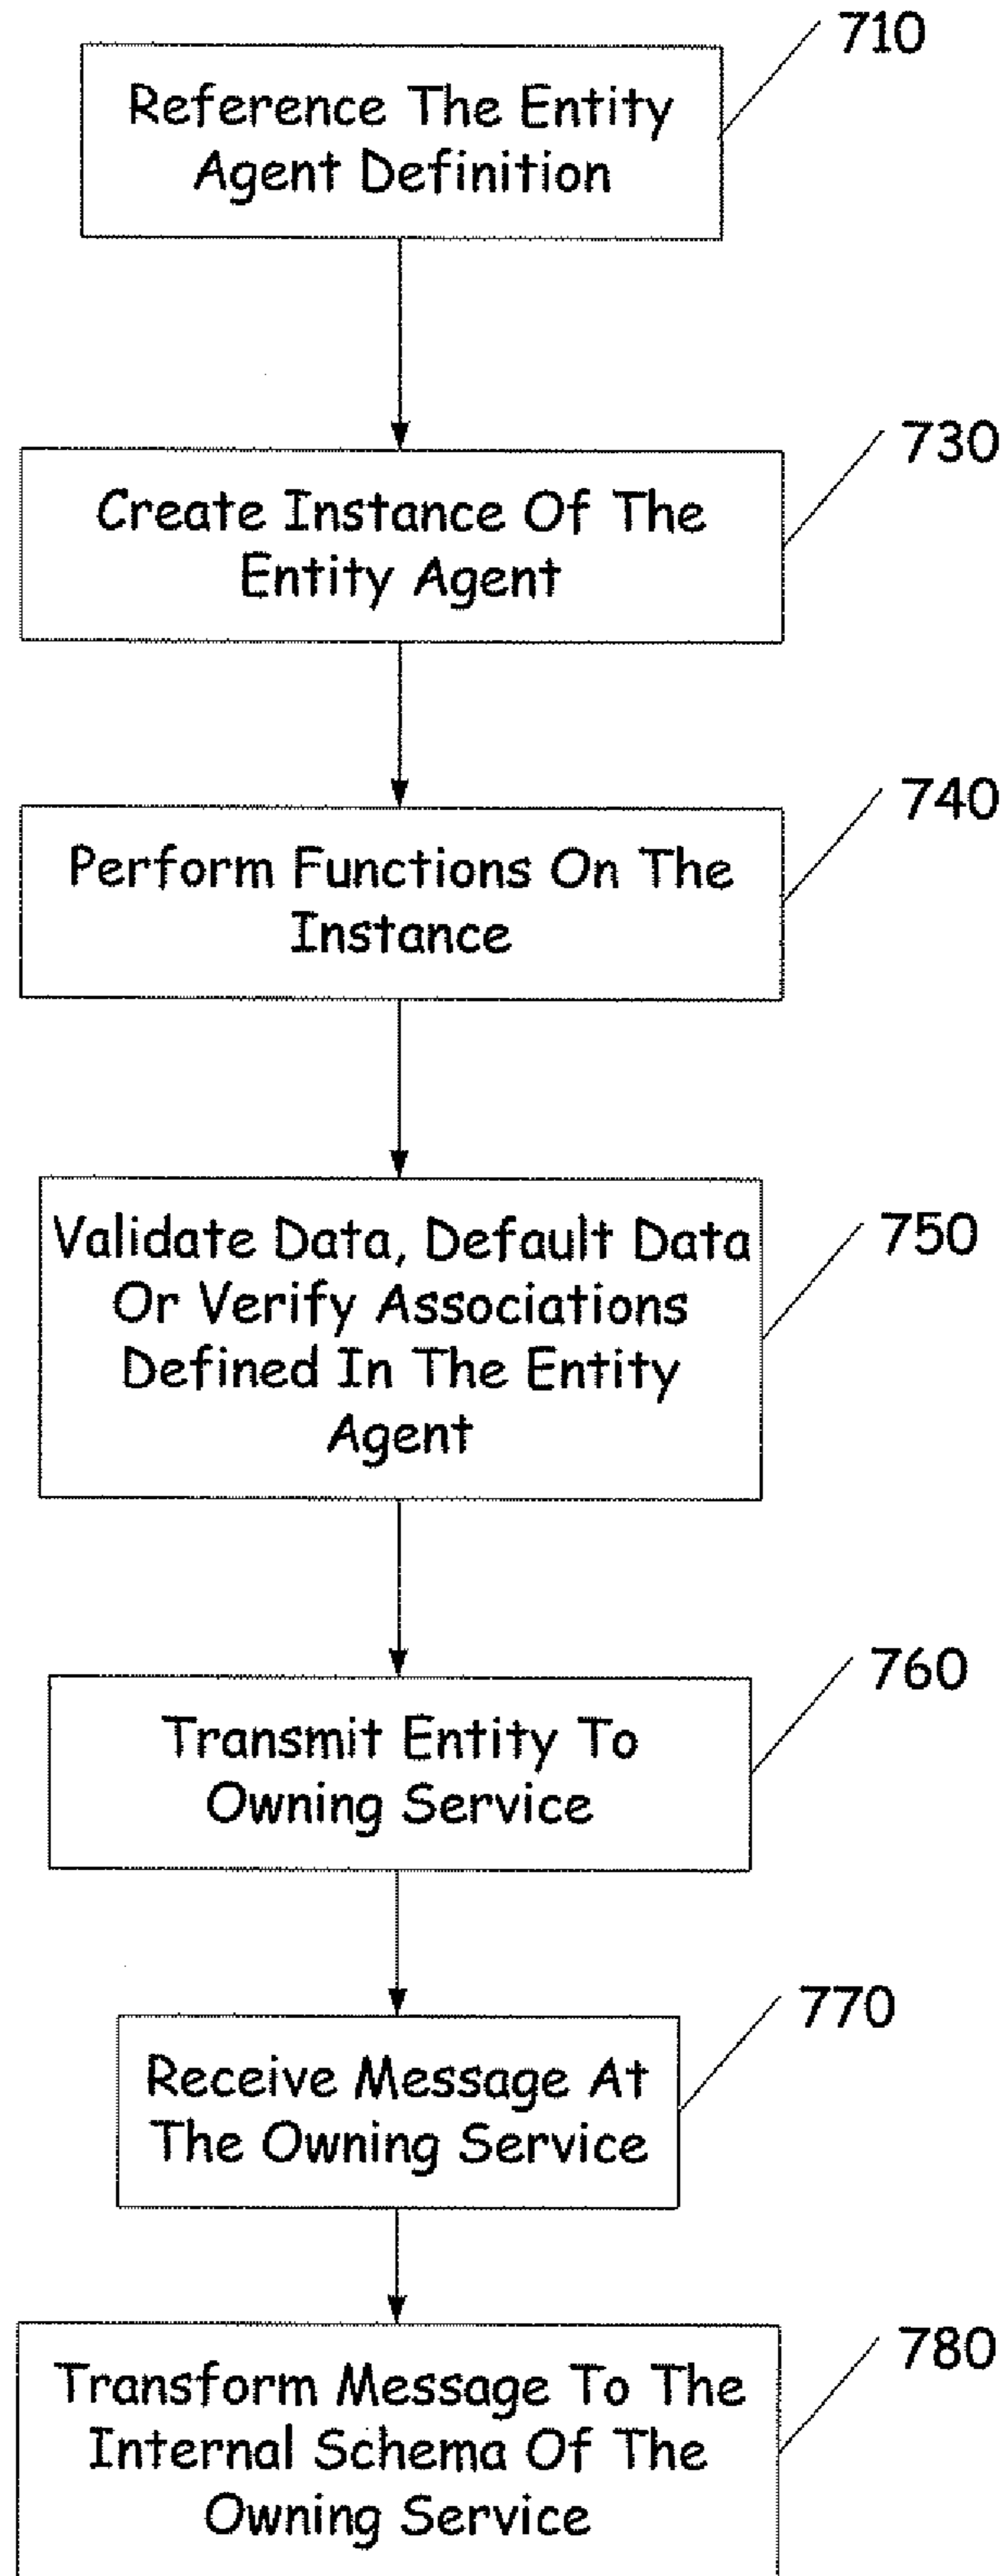 710
Reference The Entity
Agent Definition
730
Create Instance Of The
Entity Agent
740
Perform Functions On The
Instance
750
Validate Data, Default Data
Or Verify Associations
Defined In The Entity
Agent
760
Transmit Entity To
Owning Service
770
Receive Message At
The Owning Service
780
Transform Message To The
Internal Schema Of The
Owning Service